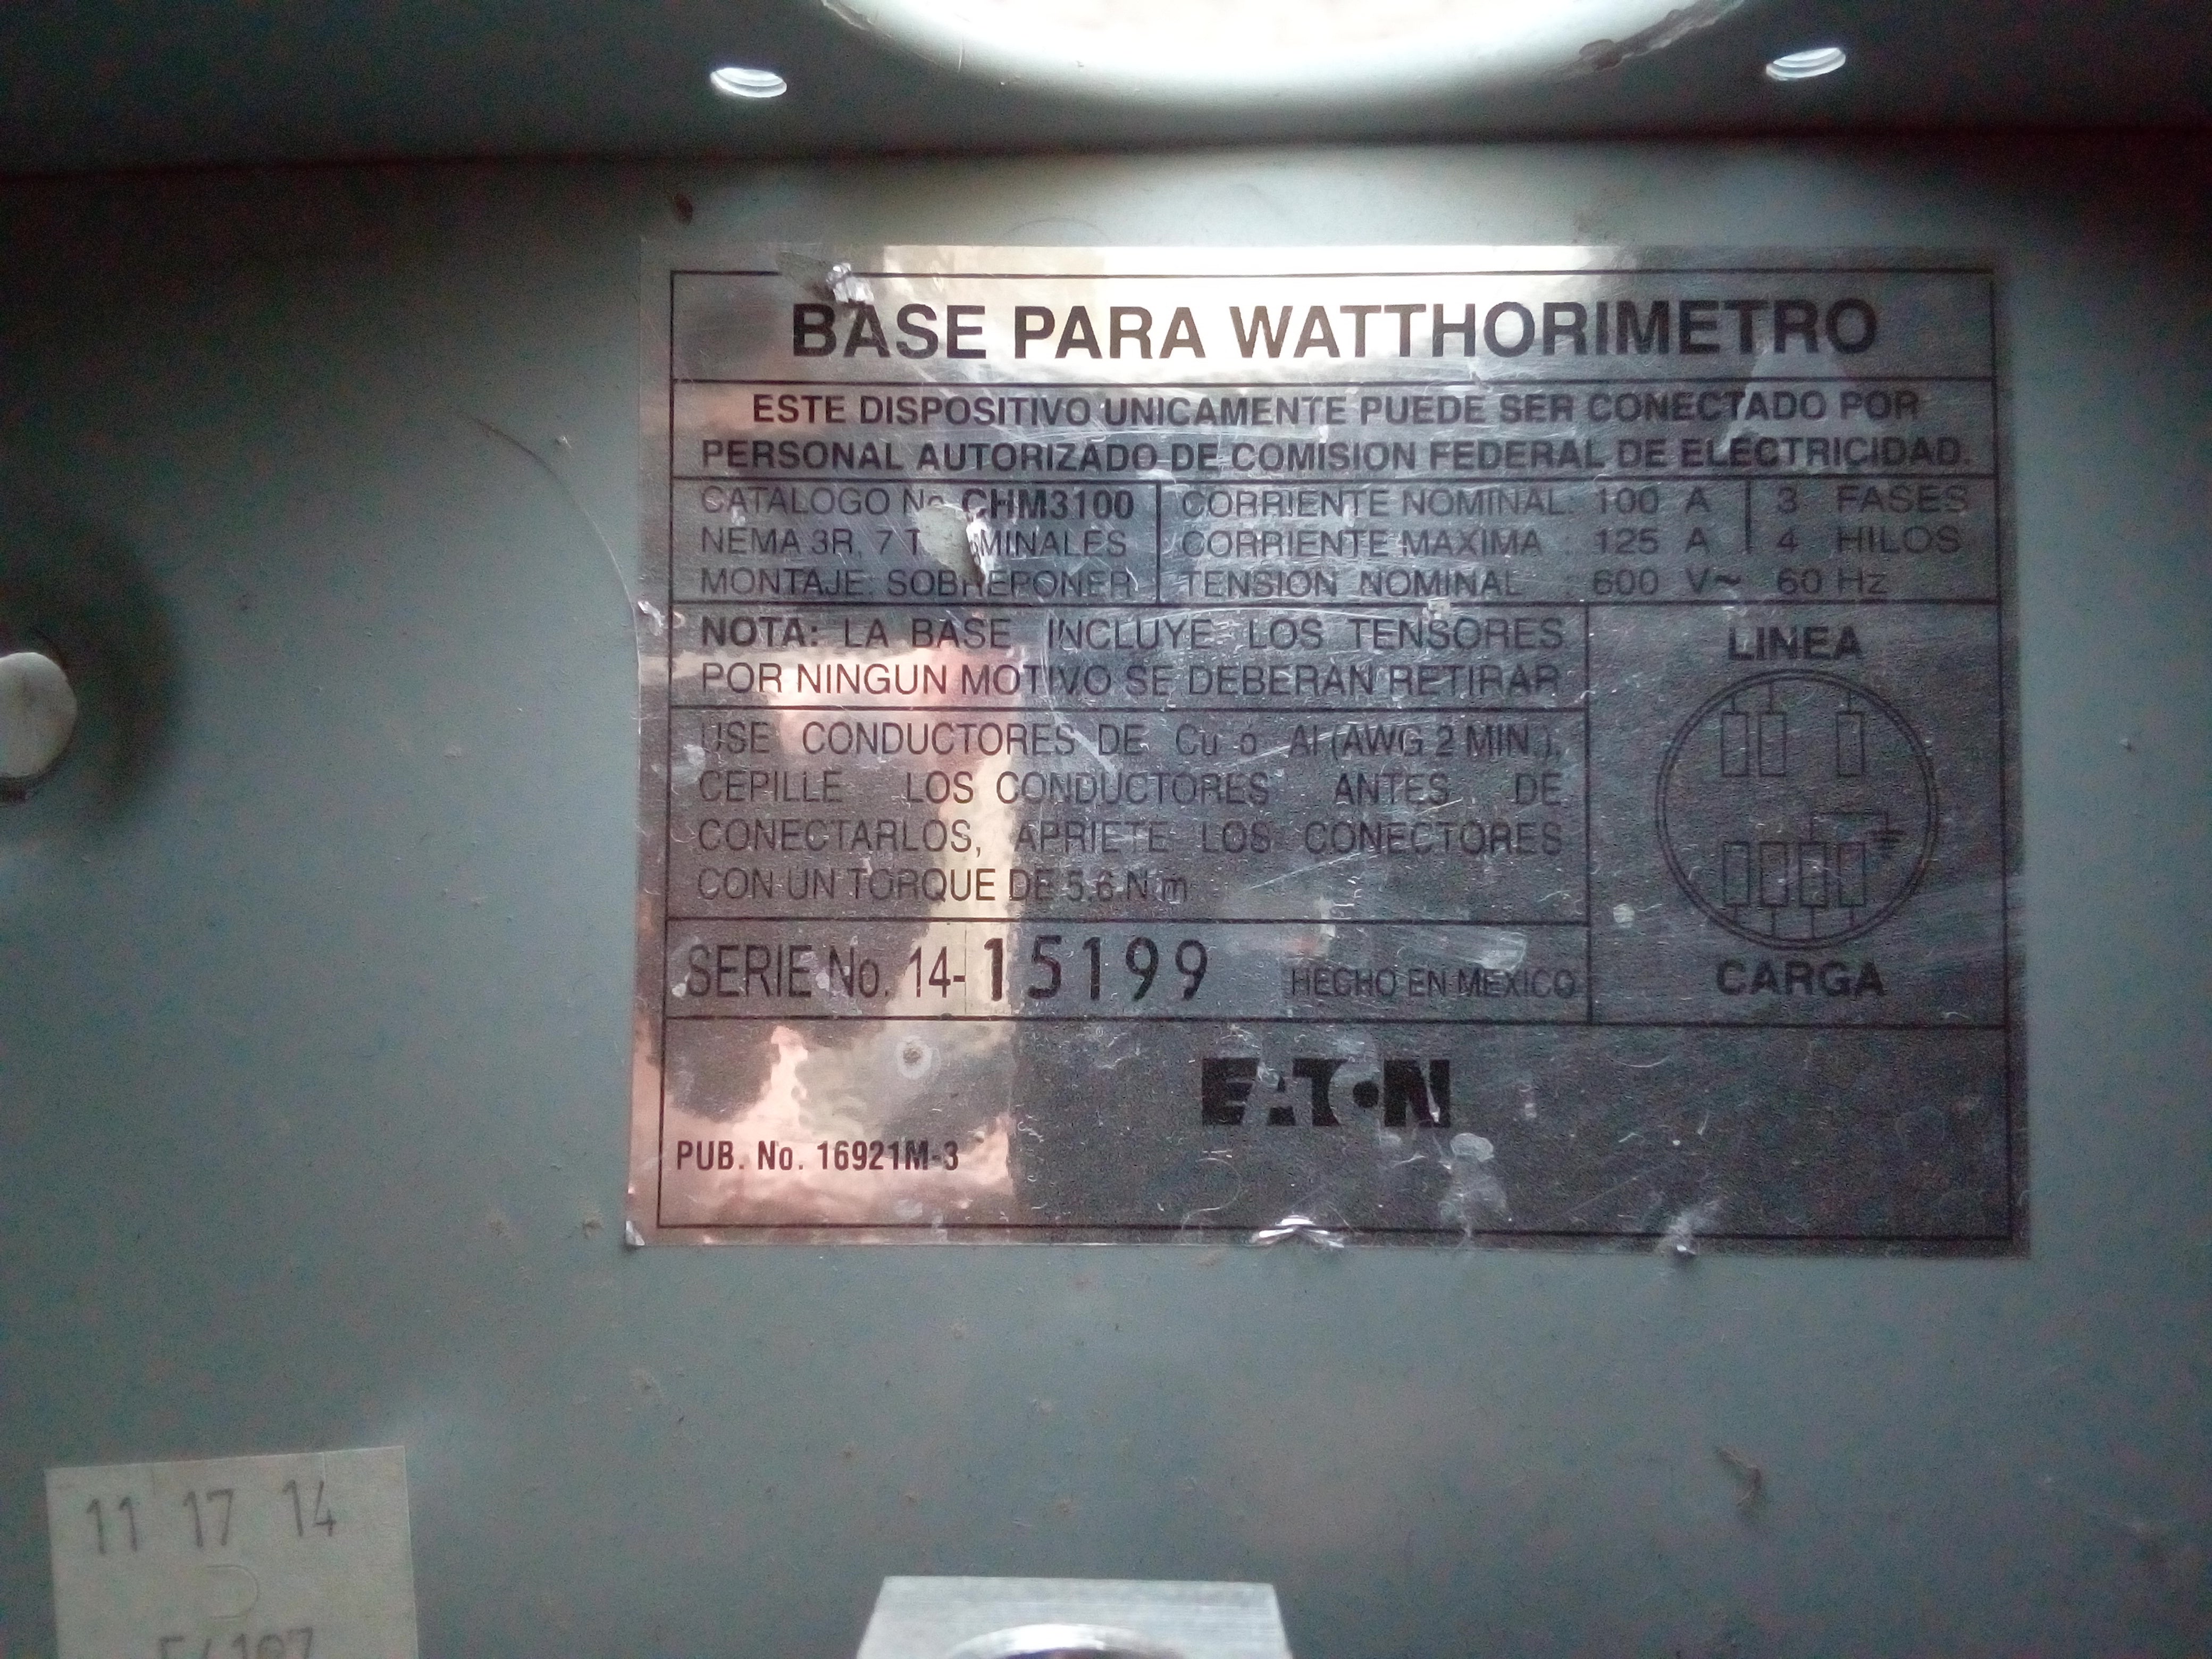 BASE PARA WATTHORIMETRO
ESTE DISPOSITIVO UNICAMENTE PUEDE SER CONECTADO POR
PERSONAL AUTORIZADO DE COMISION FEDERAL DE ELECTRICIDAD.
CATALOGO No. CHM3100
NEMA 3R, 7 T MINALES
MONTAJE: SOBREPONER
CORRIENTE NOMINAL: 100 A 3 FASES
CORRIENTE MAXIMA : 125 A 4 HILOS
TENSION NOMINAL : 600 V~ 60 Hz
NOTA: LA BASE INCLUYE LOS TENSORES
POR NINGUN MOTIVO SE DEBERAN RETIRAR
USE CONDUCTORES DE Cu ó Al (AWG 2 MIN.),
CEPILLE LOS CONDUCTORES ANTES DE
CONECTARLOS, APRIETE LOS CONECTORES
CON UN TORQUE DE 5.6 N.m
LINEA
CARGA
SERIE No. 14-15199 HECHO EN MEXICO
EATON
PUB. No. 16921M-3
11 17 14